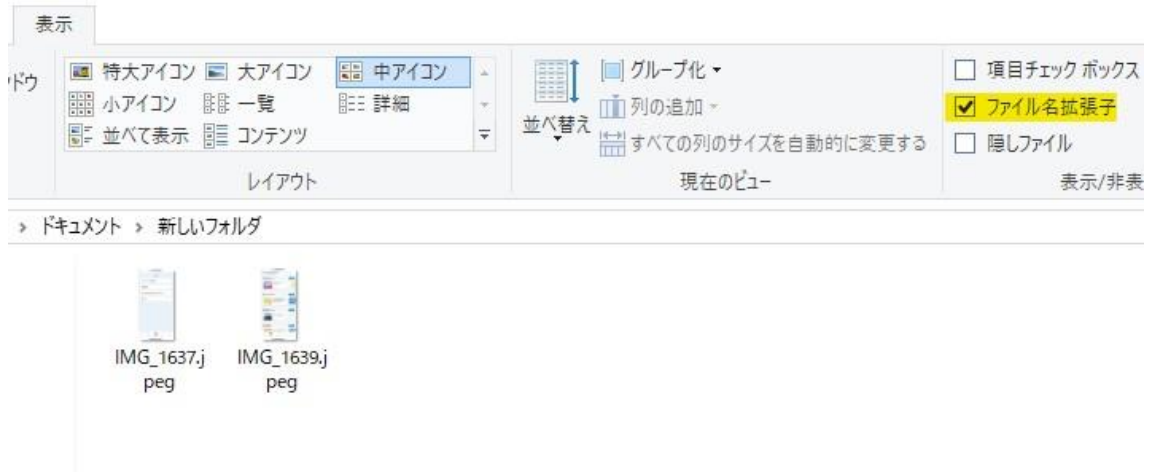 表示
ンドウ
特大アイコン 大アイコン 中アイコン
小アイコン 一覧 詳細
並べて表示 コンテンツ
レイアウト
並べ替え
グループ化
列の追加
すべての列のサイズを自動的に変更する
現在のビュー
項目チェック ボックス
ファイル名拡張子
隠しファイル
表示/非表
› ドキュメント › 新しいフォルダ
IMG_1637.j
peg
IMG_1639.j
peg